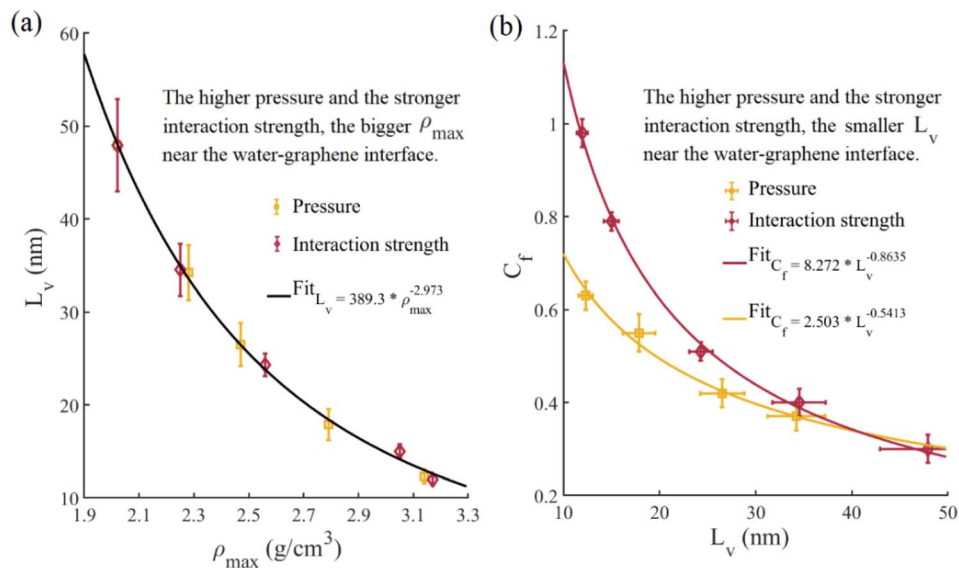 (a)
60
50
40
30
20
10
L_v (nm)
The higher pressure and the stronger
interaction strength, the bigger ρ_max
near the water-graphene interface.
Pressure
Interaction strength
Fit_{L_v = 389.3 * ρ_max^-2.973}
1.9 2.1 2.3 2.5 2.7 2.9 3.1 3.3
ρ_max (g/cm³)
(b)
1.2
1
0.8
0.6
0.4
0.2
C_f
The higher pressure and the stronger
interaction strength, the smaller L_v
near the water-graphene interface.
Pressure
Interaction strength
Fit_{C_f = 8.272 * L_v^-0.8635}
Fit_{C_f = 2.503 * L_v^-0.5413}
10 20 30 40 50
L_v (nm)